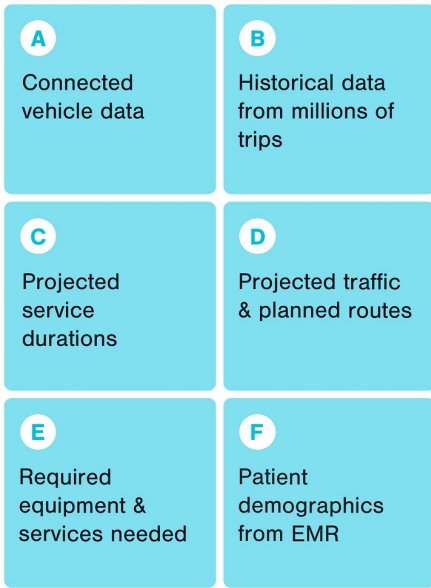 A
Connected
vehicle data
B
Historical data
from millions of
trips
C
Projected
service
durations
D
Projected traffic
& planned routes
E
Required
equipment &
services needed
F
Patient
demographics
from EMR